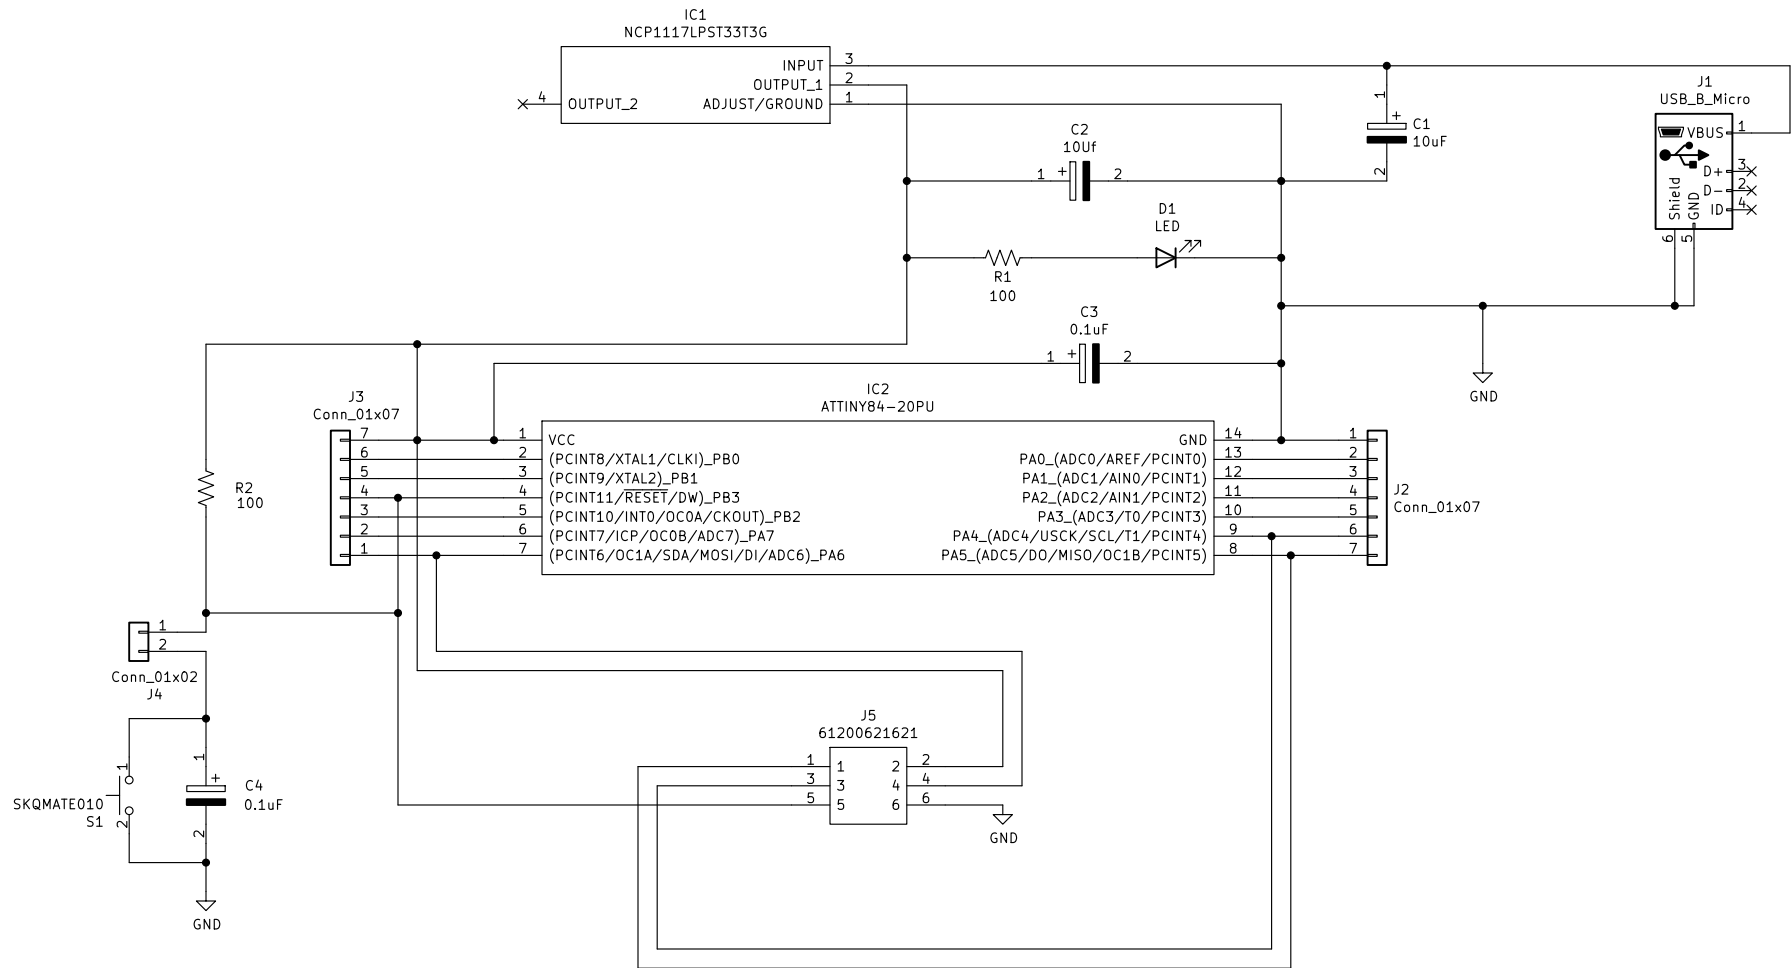 IC1
NCP1117LPST33T3G
INPUT 3
OUTPUT_1 2
4 OUTPUT_2 ADJUST/GROUND 1
J1
USB_B_Micro
VBUS 1
D+ 3
D- 2
ID 4
Shield
GND
6 5
1
+
C1
10uF
2
C2
10Uf
1 + 2
D1
LED
R1
100
C3
0.1uF
1 + 2
GND
IC2
ATTINY84-20PU
J3
Conn_01x07
7 1 VCC GND 14 1
6 2 (PCINT8/XTAL1/CLKI)_PB0 PA0_(ADC0/AREF/PCINT0) 13 2
5 3 (PCINT9/XTAL2)_PB1 PA1_(ADC1/AIN0/PCINT1) 12 3
4 4 (PCINT11/RESET/DW)_PB3 PA2_(ADC2/AIN1/PCINT2) 11 4
3 5 (PCINT10/INT0/OC0A/CKOUT)_PB2 PA3_(ADC3/T0/PCINT3) 10 5
2 6 (PCINT7/ICP/OC0B/ADC7)_PA7 PA4_(ADC4/USCK/SCL/T1/PCINT4) 9 6
1 7 (PCINT6/OC1A/SDA/MOSI/DI/ADC6)_PA6 PA5_(ADC5/DO/MISO/OC1B/PCINT5) 8 7
J2
Conn_01x07
R2
100
1
2
Conn_01x02
J4
J5
61200621621
1 1 2 2
3 3 4 4
5 5 6 6
GND
1
SKQMATE010
S1
2
1
+
C4
0.1uF
2
GND